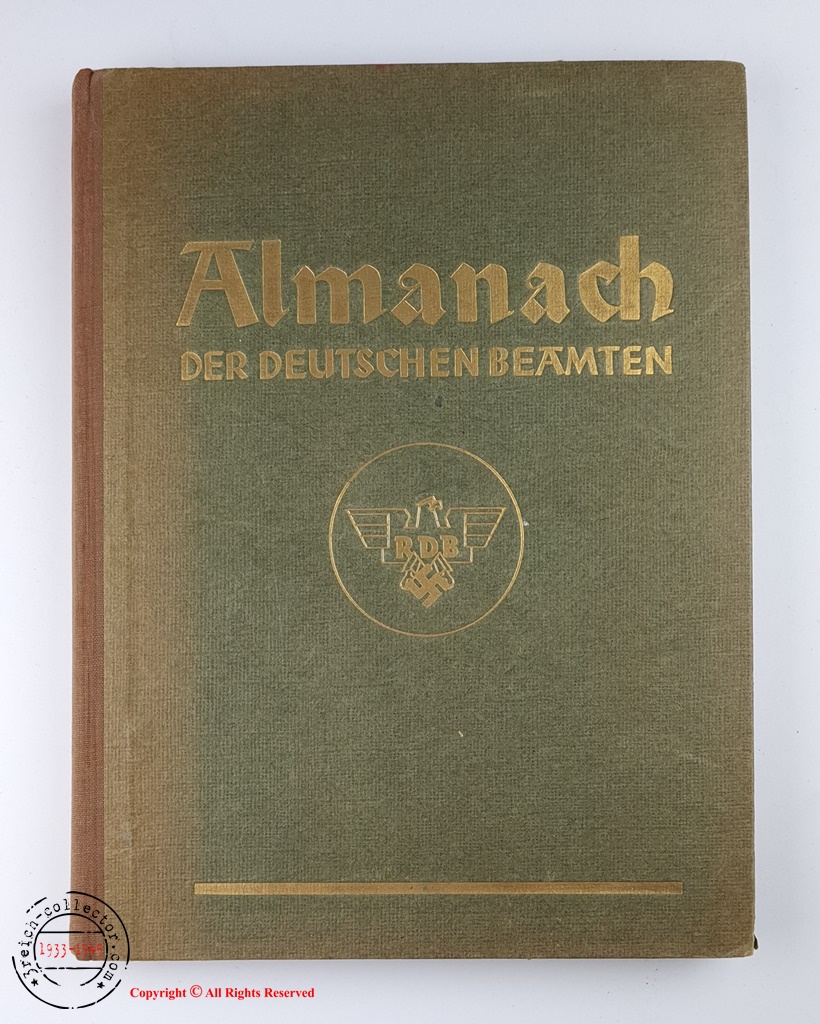 Almanach
DER DEUTSCHEN BEAMTEN
RDB
3reich-collector.com
1933-1945
Copyright © All Rights Reserved